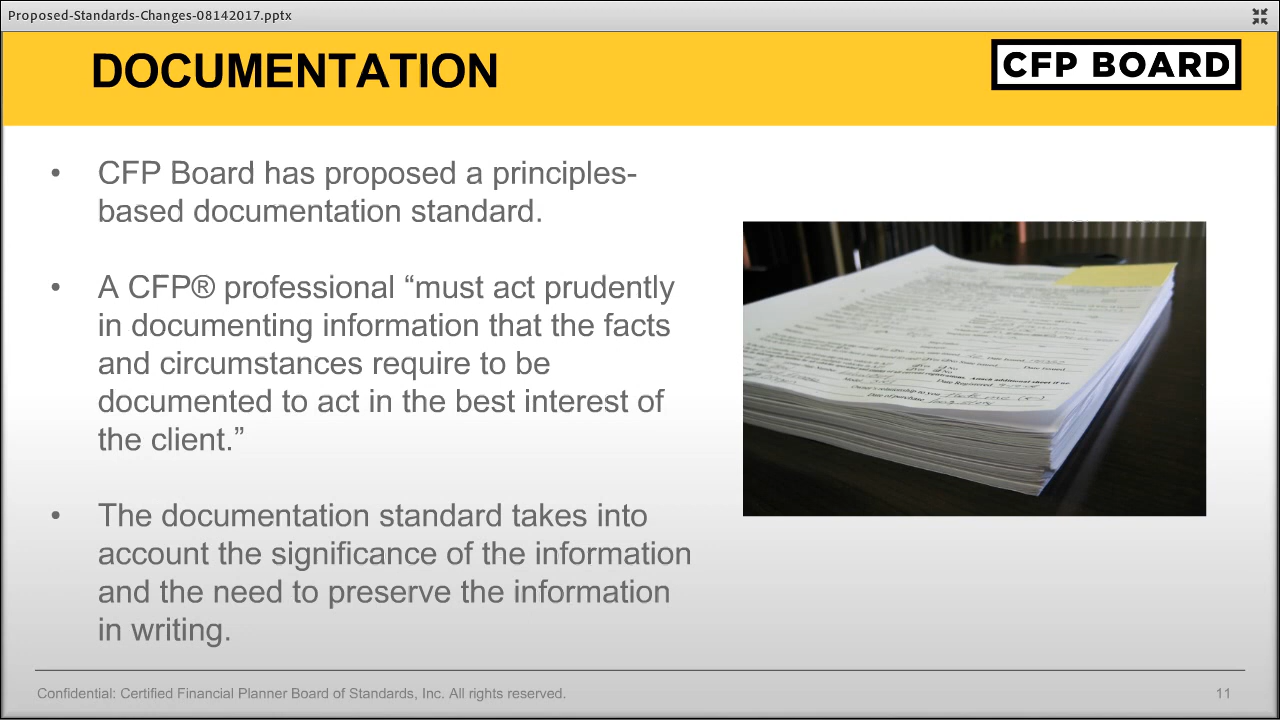 Proposed-Standards-Changes-08142017.pptx
DOCUMENTATION
CFP BOARD
• CFP Board has proposed a principles-
based documentation standard.
• A CFP® professional “must act prudently
in documenting information that the facts
and circumstances require to be
documented to act in the best interest of
the client.”
• The documentation standard takes into
account the significance of the information
and the need to preserve the information
in writing.
Confidential: Certified Financial Planner Board of Standards, Inc. All rights reserved.
11